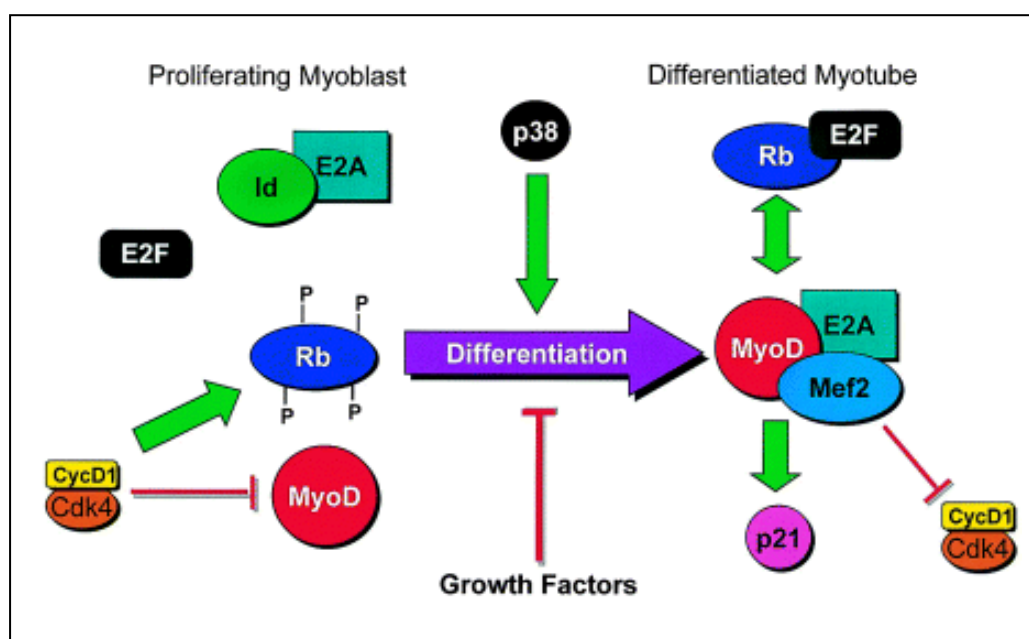 Proliferating Myoblast
Differentiated Myotube
p38
E2F
Rb
E2A
Id
E2F
P
P
Rb
P
P
Differentiation
MyoD
E2A
Mef2
CycD1
Cdk4
MyoD
p21
CycD1
Cdk4
Growth Factors